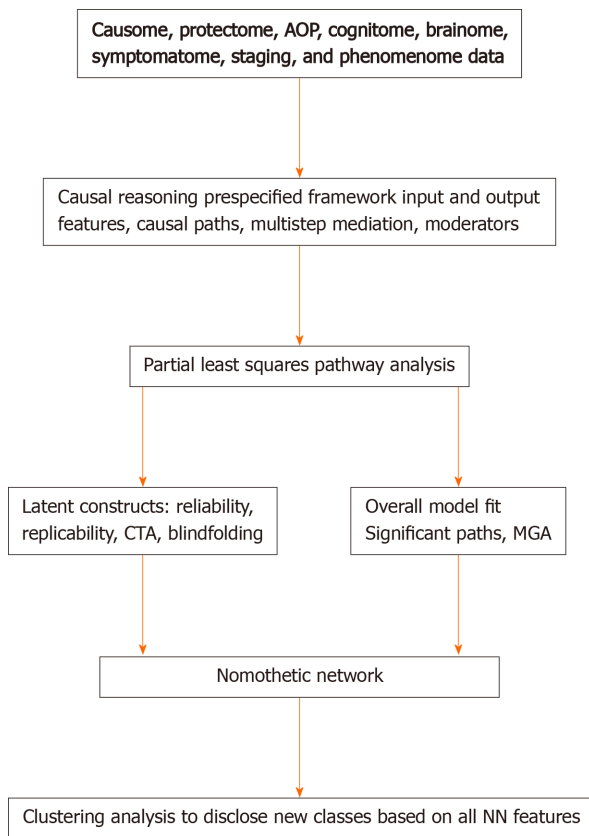 Causome, protectome, AOP, cognitome, brainome,
symptomatome, staging, and phenomenome data
Causal reasoning prespecified framework input and output
features, causal paths, multistep mediation, moderators
Partial least squares pathway analysis
Latent constructs: reliability,
replicability, CTA, blindfolding
Overall model fit
Significant paths, MGA
Nomothetic network
Clustering analysis to disclose new classes based on all NN features